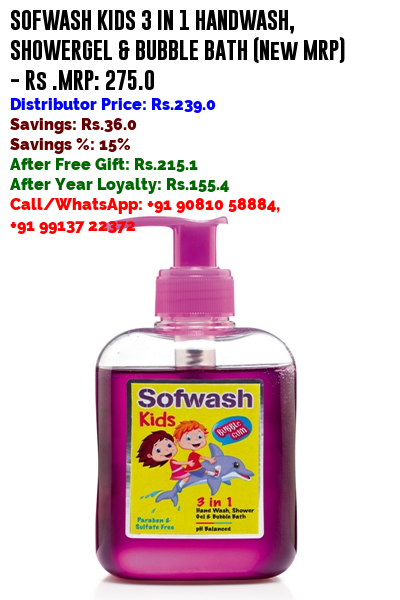 SOFWASH KIDS 3 IN 1 HANDWASH,
SHOWERGEL & BUBBLE BATH (NEW MRP)
- RS .MRP: 275.0
Distributor Price: Rs.239.0
Savings: Rs.36.0
Savings %: 15%
After Free Gift: Rs.215.1
After Year Loyalty: Rs.155.4
Call/WhatsApp: +91 90810 58884,
+91 99137 22372
Sofwash
Kids
BUBBLE
GUM
3 in 1
Hand Wash, Shower
Gel & Bubble Bath
Paraben &
Sulfate Free
pH Balanced